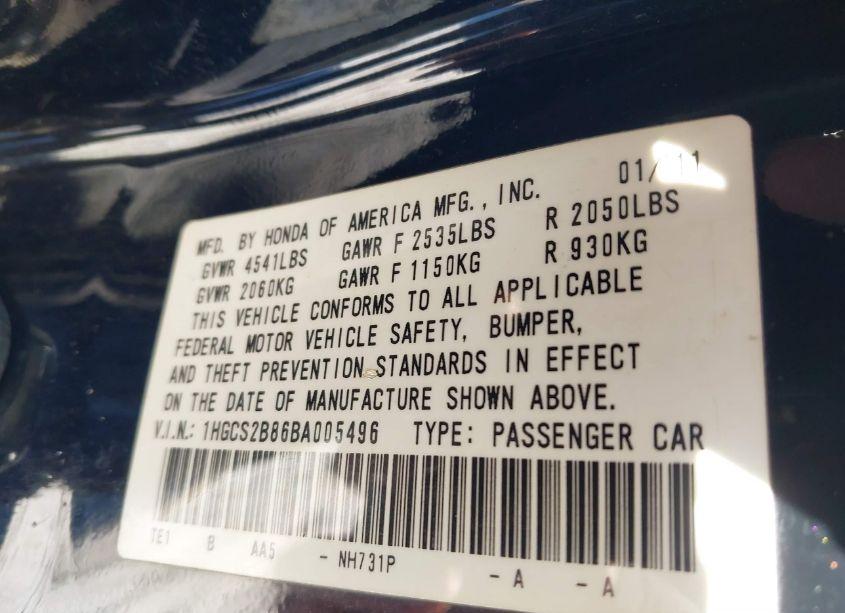 MFD. BY HONDA OF AMERICA MFG., INC. 01/11
GVWR 4541LBS GAWR F 2535LBS R 2050LBS
GVWR 2060KG GAWR F 1150KG R 930KG
THIS VEHICLE CONFORMS TO ALL APPLICABLE
FEDERAL MOTOR VEHICLE SAFETY, BUMPER,
AND THEFT PREVENTION STANDARDS IN EFFECT
ON THE DATE OF MANUFACTURE SHOWN ABOVE.
V.I.N.: 1HGCS2B86BA005496 TYPE: PASSENGER CAR
TE1 B AA5 - NH731P - A - A